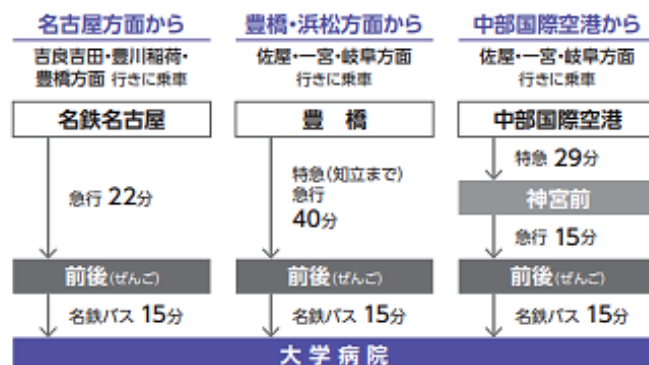 名古屋方面から
吉良吉田・豊川稲荷・
豊橋方面 行きに乗車
名鉄名古屋
急行 22分
前後(ぜんご)
名鉄バス 15分
豊橋・浜松方面から
佐屋・一宮・岐阜方面
行きに乗車
豊 橋
特急(知立まで)
急行
40分
前後(ぜんご)
名鉄バス 15分
中部国際空港から
佐屋・一宮・岐阜方面
行きに乗車
中部国際空港
特急 29分
神宮前
急行 15分
前後(ぜんご)
名鉄バス 15分
大学病院